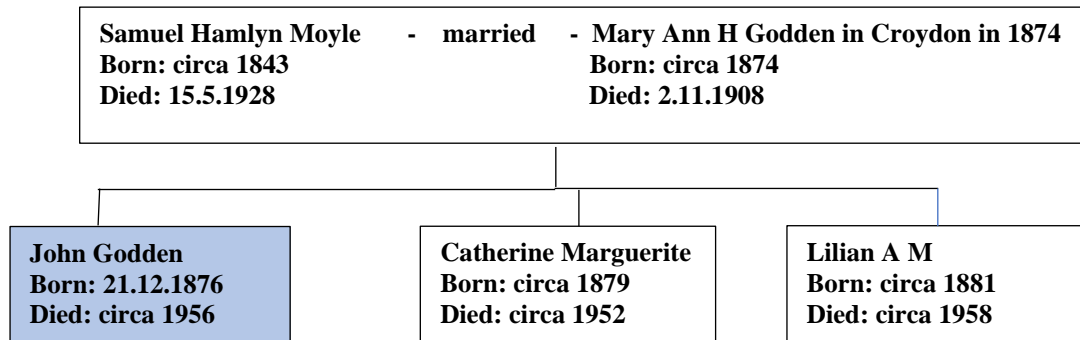 Samuel Hamlyn Moyle - married - Mary Ann H Godden in Croydon in 1874
Born: circa 1843 Born: circa 1874
Died: 15.5.1928 Died: 2.11.1908
John Godden
Born: 21.12.1876
Died: circa 1956
Catherine Marguerite
Born: circa 1879
Died: circa 1952
Lilian A M
Born: circa 1881
Died: circa 1958